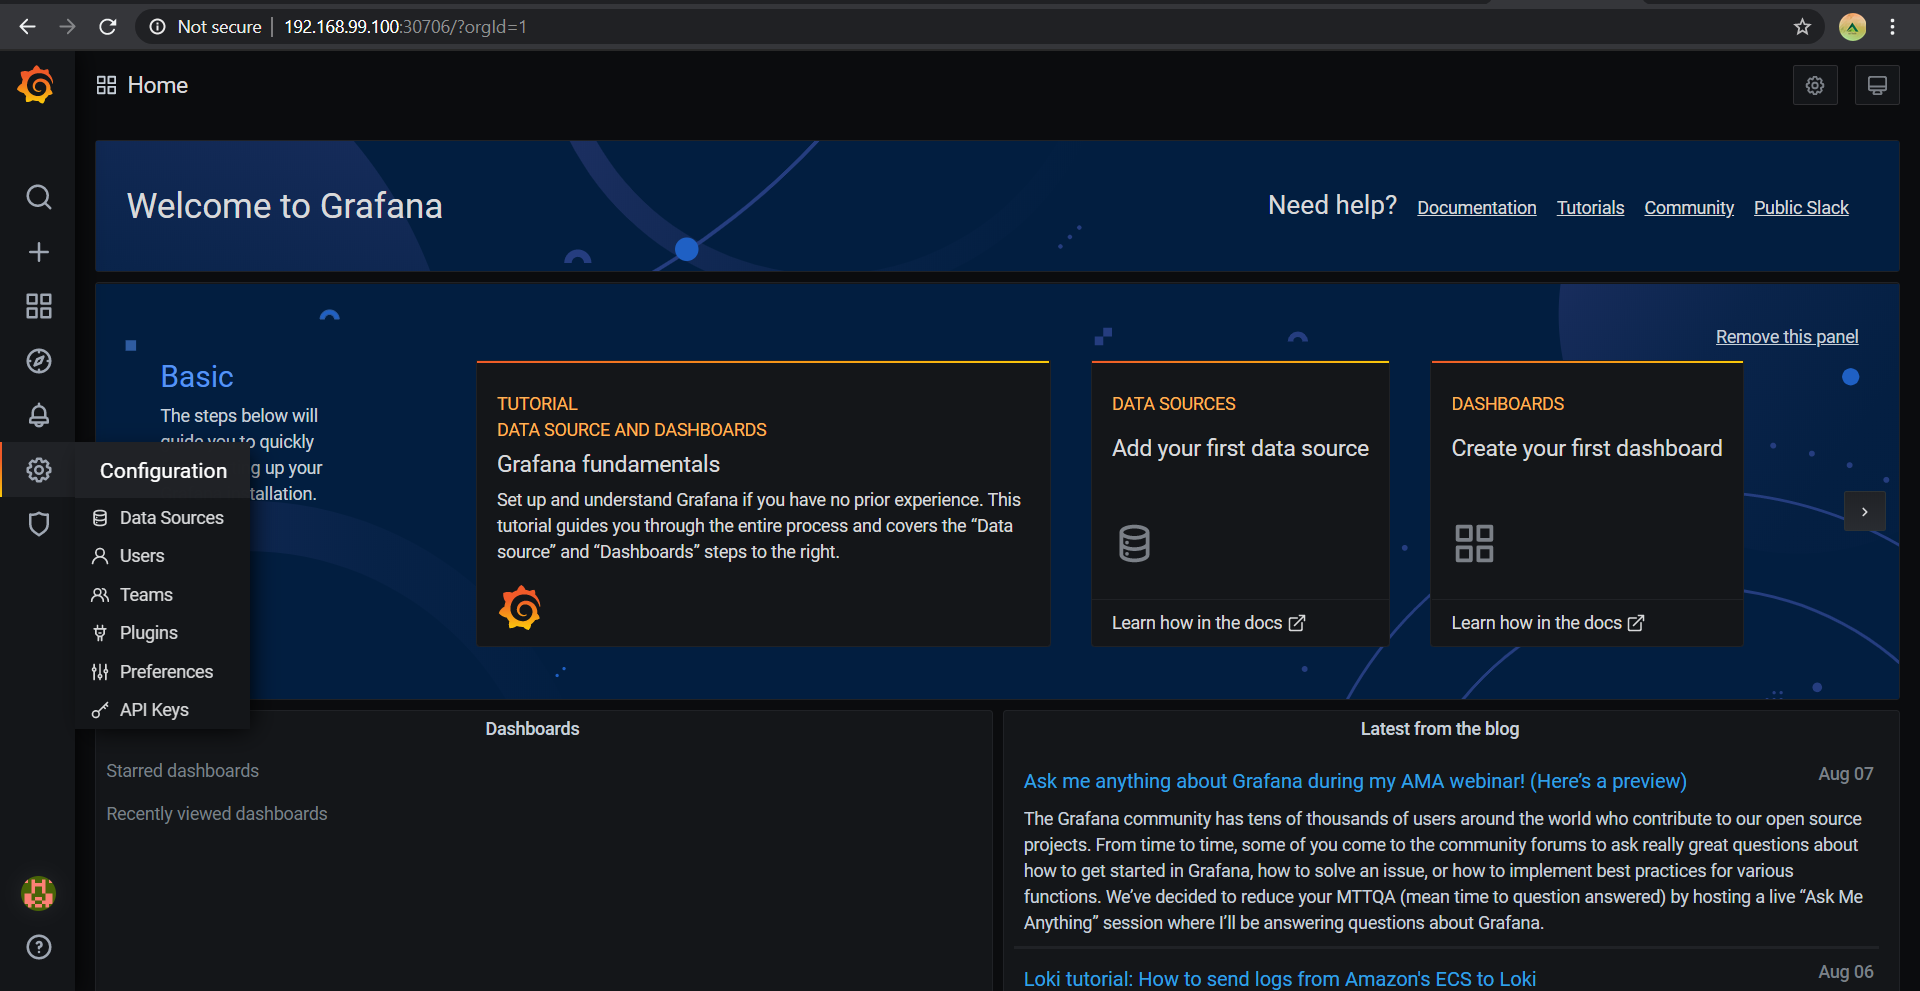 Not secure | 192.168.99.100:30706/?orgId=1
Home
Welcome to Grafana
Need help? Documentation Tutorials Community Public Slack
Remove this panel
Basic
The steps below will
guide you to quickly
g up your
tallation.
TUTORIAL
DATA SOURCE AND DASHBOARDS
Grafana fundamentals
Set up and understand Grafana if you have no prior experience. This
tutorial guides you through the entire process and covers the “Data
source” and “Dashboards” steps to the right.
DATA SOURCES
Add your first data source
Learn how in the docs
DASHBOARDS
Create your first dashboard
Learn how in the docs
Configuration
Data Sources
Users
Teams
Plugins
Preferences
API Keys
Dashboards
Starred dashboards
Recently viewed dashboards
Latest from the blog
Ask me anything about Grafana during my AMA webinar! (Here’s a preview)
Aug 07
The Grafana community has tens of thousands of users around the world who contribute to our open source
projects. From time to time, some of you come to the community forums to ask really great questions about
how to get started in Grafana, how to solve an issue, or how to implement best practices for various
functions. We’ve decided to reduce your MTTQA (mean time to question answered) by hosting a live “Ask Me
Anything” session where I’ll be answering questions about Grafana.
Loki tutorial: How to send logs from Amazon's ECS to Loki
Aug 06